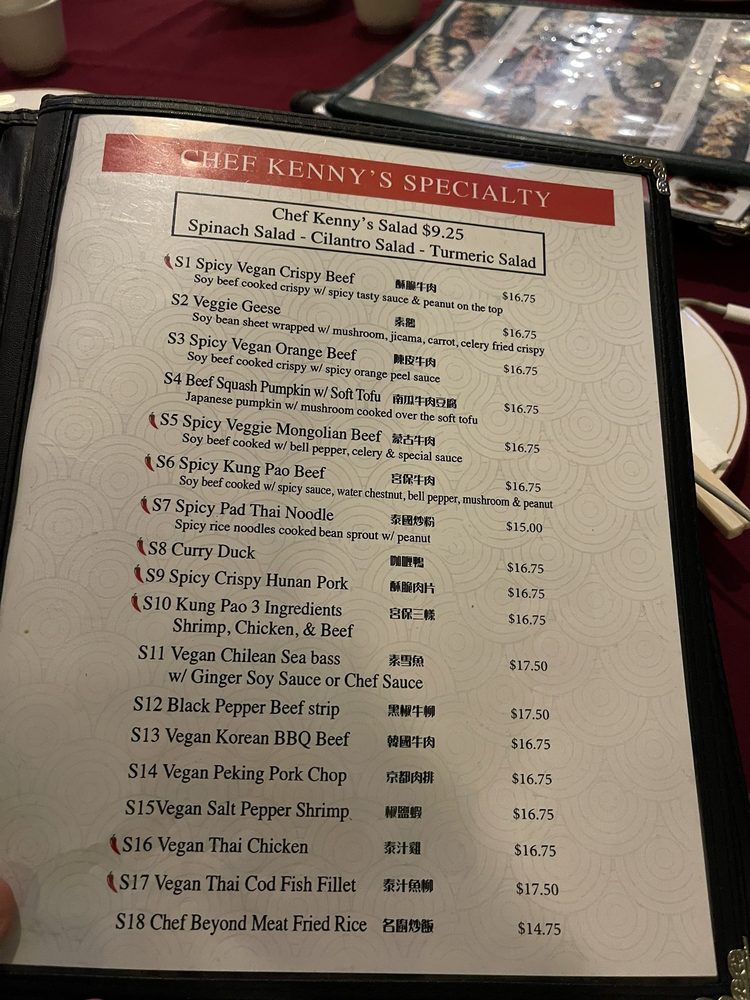 CHEF KENNY'S SPECIALTY
Chef Kenny's Salad $9.25
Spinach Salad - Cilantro Salad - Turmeric Salad
S1 Spicy Vegan Crispy Beef 酥脆牛肉 $16.75
Soy beef cooked crispy w/ spicy tasty sauce & peanut on the top
S2 Veggie Geese 素鵝 $16.75
Soy bean sheet wrapped w/ mushroom, jicama, carrot, celery fried crispy
S3 Spicy Vegan Orange Beef 陳皮牛肉 $16.75
Soy beef cooked crispy w/ spicy orange peel sauce
S4 Beef Squash Pumpkin w/ Soft Tofu 南瓜牛肉豆腐 $16.75
Japanese pumpkin w/ mushroom cooked over the soft tofu
S5 Spicy Veggie Mongolian Beef 蒙古牛肉 $16.75
Soy beef cooked w/ bell pepper, celery & special sauce
S6 Spicy Kung Pao Beef 宮保牛肉 $16.75
Soy beef cooked w/ spicy sauce, water chestnut, bell pepper, mushroom & peanut
S7 Spicy Pad Thai Noodle 泰國炒粉 $15.00
Spicy rice noodles cooked bean sprout w/ peanut
S8 Curry Duck 咖喱鴨 $16.75
S9 Spicy Crispy Hunan Pork 酥脆肉片 $16.75
S10 Kung Pao 3 Ingredients 宮保三樣 $16.75
Shrimp, Chicken, & Beef
S11 Vegan Chilean Sea bass 素雪魚 $17.50
w/ Ginger Soy Sauce or Chef Sauce
S12 Black Pepper Beef strip 黑椒牛柳 $17.50
S13 Vegan Korean BBQ Beef 韓國牛肉 $16.75
S14 Vegan Peking Pork Chop 京都肉排 $16.75
S15Vegan Salt Pepper Shrimp 椒鹽蝦 $16.75
S16 Vegan Thai Chicken 泰汁雞 $16.75
S17 Vegan Thai Cod Fish Fillet 泰汁魚柳 $17.50
S18 Chef Beyond Meat Fried Rice 名廚炒飯 $14.75